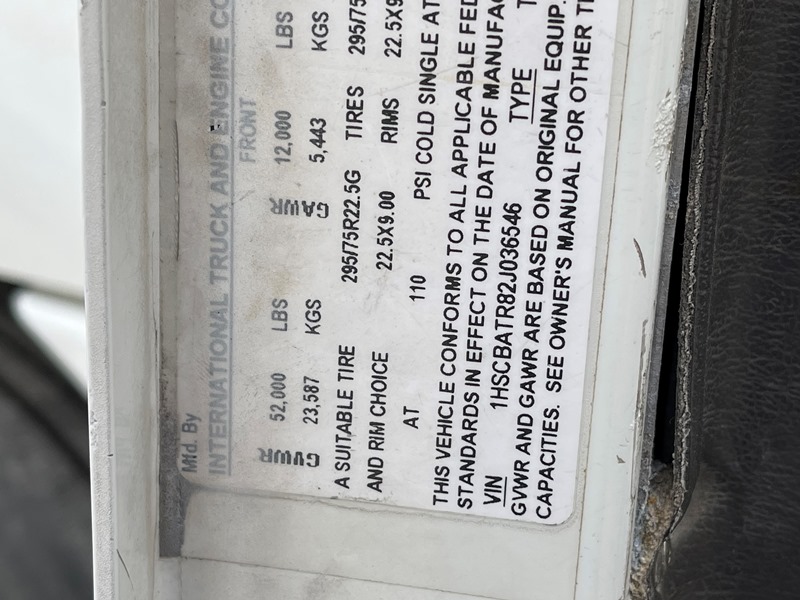 Mfd. By
INTERNATIONAL TRUCK AND ENGINE CO
FRONT
GVWR 52,000 LBS GAWR 12,000 LBS
23,587 KGS 5,443 KGS
A SUITABLE TIRE 295/75R22.5G TIRES 295/75
AND RIM CHOICE 22.5X9.00 RIMS 22.5X9
AT 110 PSI COLD SINGLE AT
THIS VEHICLE CONFORMS TO ALL APPLICABLE FED
STANDARDS IN EFFECT ON THE DATE OF MANUFAC
VIN 1HSCBATR82J036546 TYPE T
GVWR AND GAWR ARE BASED ON ORIGINAL EQUIP.
CAPACITIES. SEE OWNER'S MANUAL FOR OTHER TI